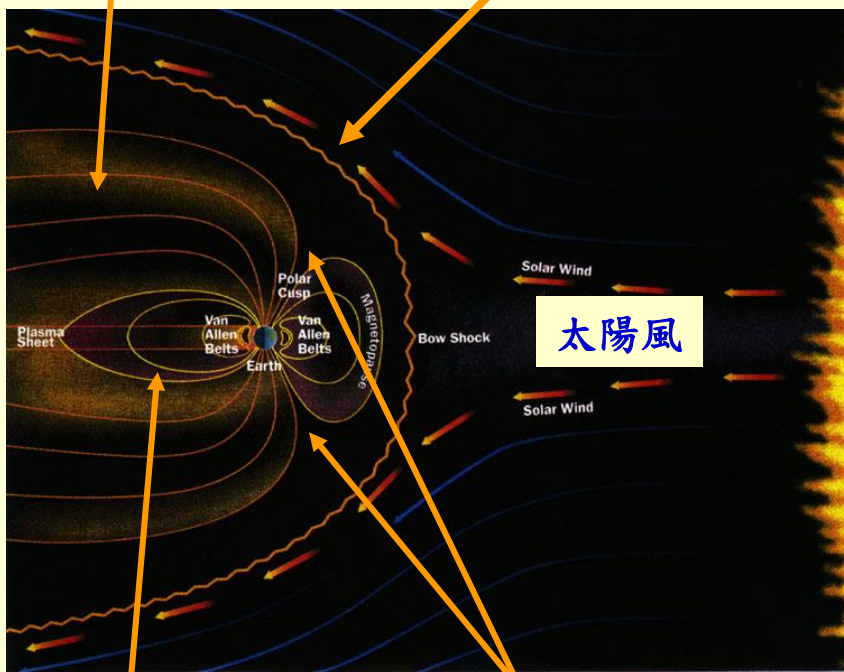 Solar Wind
Polar
Cusp
Magnetopause
Plasma
Sheet
Van
Allen
Belts
Van
Allen
Belts
Earth
Bow Shock
太陽風
Solar Wind